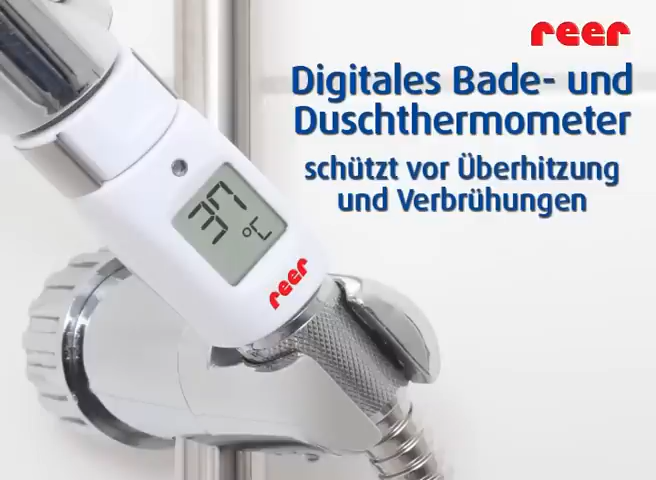 reer
Digitales Bade- und
Duschthermometer
schützt vor Überhitzung
und Verbrühungen
37
°C
reer